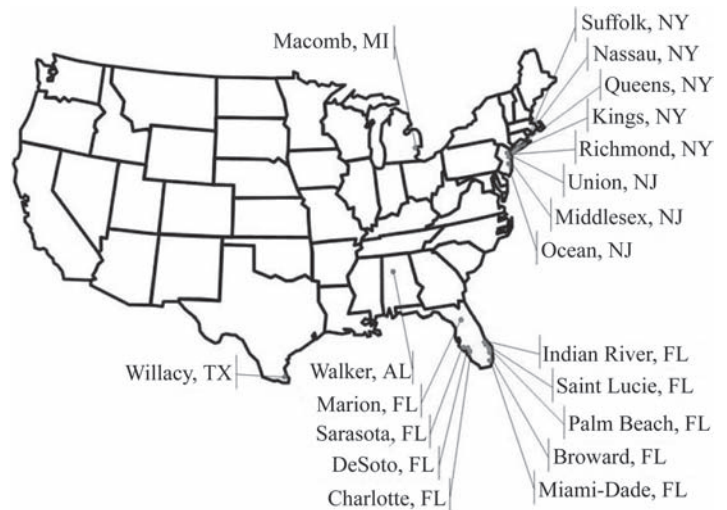 Suffolk, NY
Macomb, MI
Nassau, NY
Queens, NY
Kings, NY
Richmond, NY
Union, NJ
Middlesex, NJ
Ocean, NJ
Willacy, TX
Walker, AL
Marion, FL
Sarasota, FL
DeSoto, FL
Charlotte, FL
Indian River, FL
Saint Lucie, FL
Palm Beach, FL
Broward, FL
Miami-Dade, FL